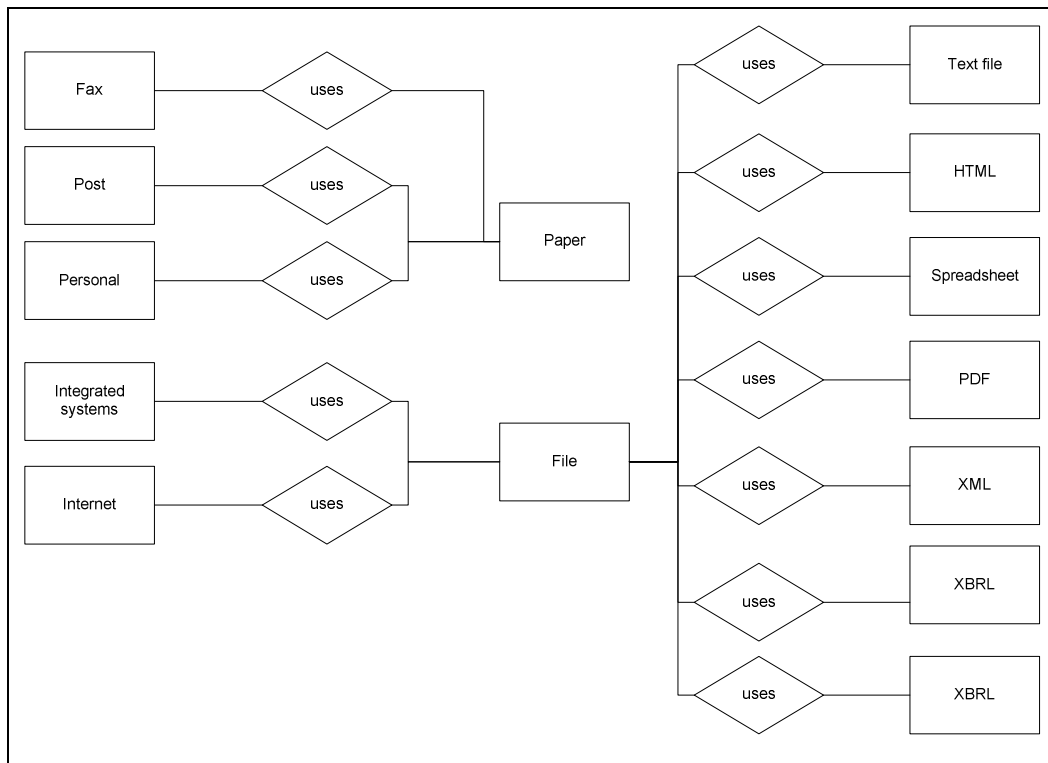 Fax
uses
Post
uses
Personal
uses
Paper
Integrated
systems
uses
Internet
uses
File
uses
Text file
uses
HTML
uses
Spreadsheet
uses
PDF
uses
XML
uses
XBRL
uses
XBRL